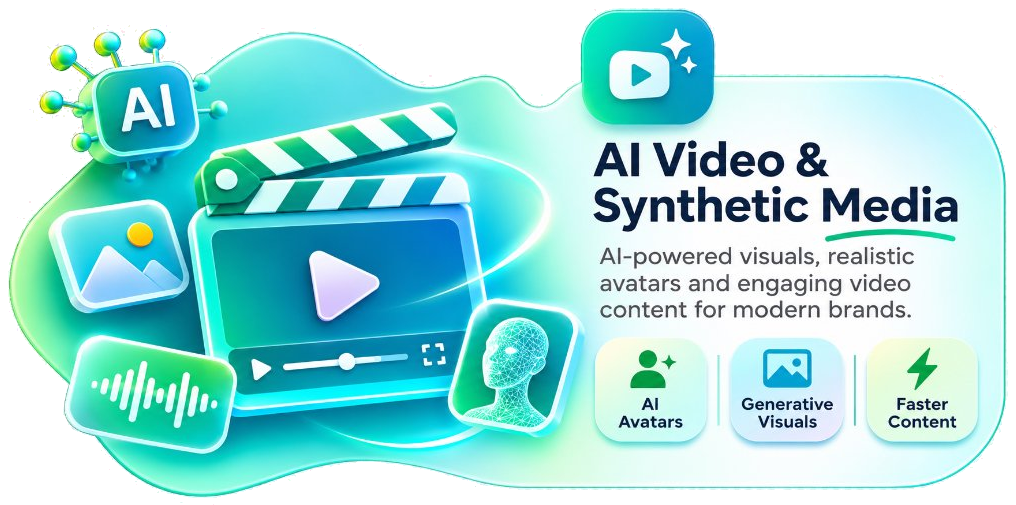 AI
AI Video &
Synthetic Media
AI-powered visuals, realistic
avatars and engaging video
content for modern brands.
AI
Avatars
Generative
Visuals
Faster
Content